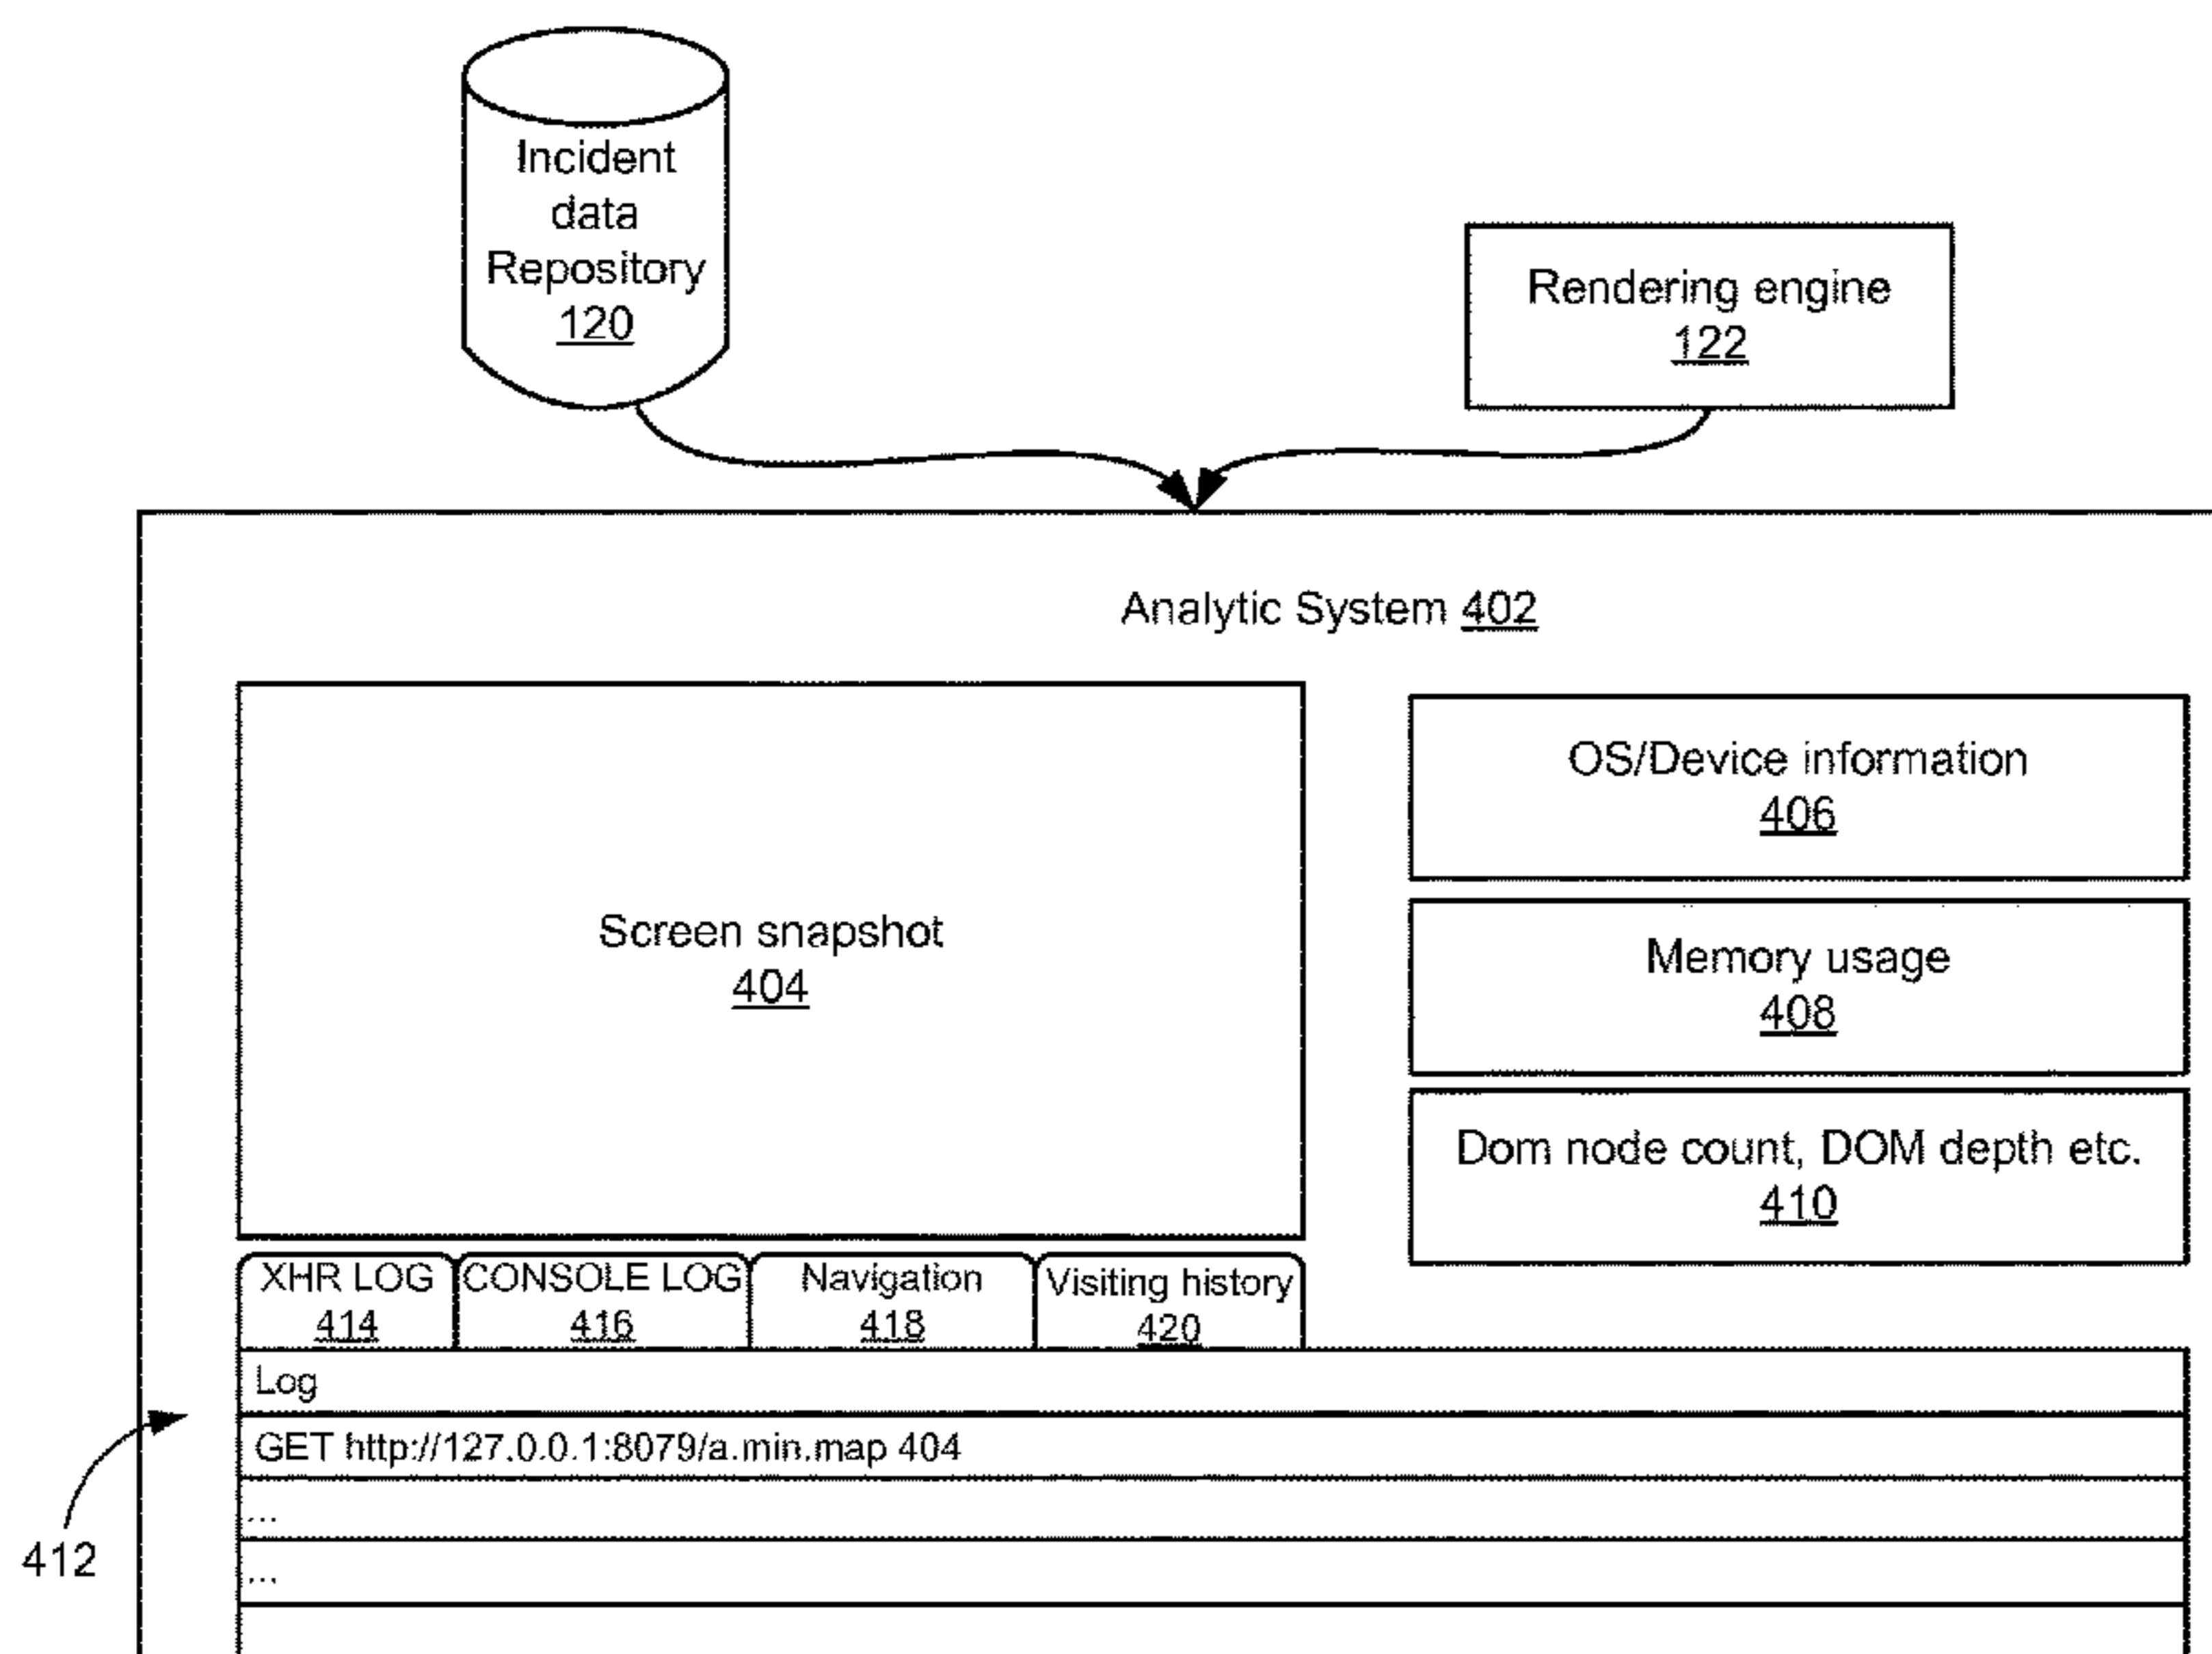 Incident
data
Repository
120
Rendering engine
122
Analytic System 402
Screen snapshot
404
OS/Device information
406
Memory usage
408
Dom node count, DOM depth etc.
410
XHR LOG
414
CONSOLE LOG
416
Navigation
418
Visiting history
420
Log
GET http://127.0.0.1:8079/a.min.map 404
...
...
412